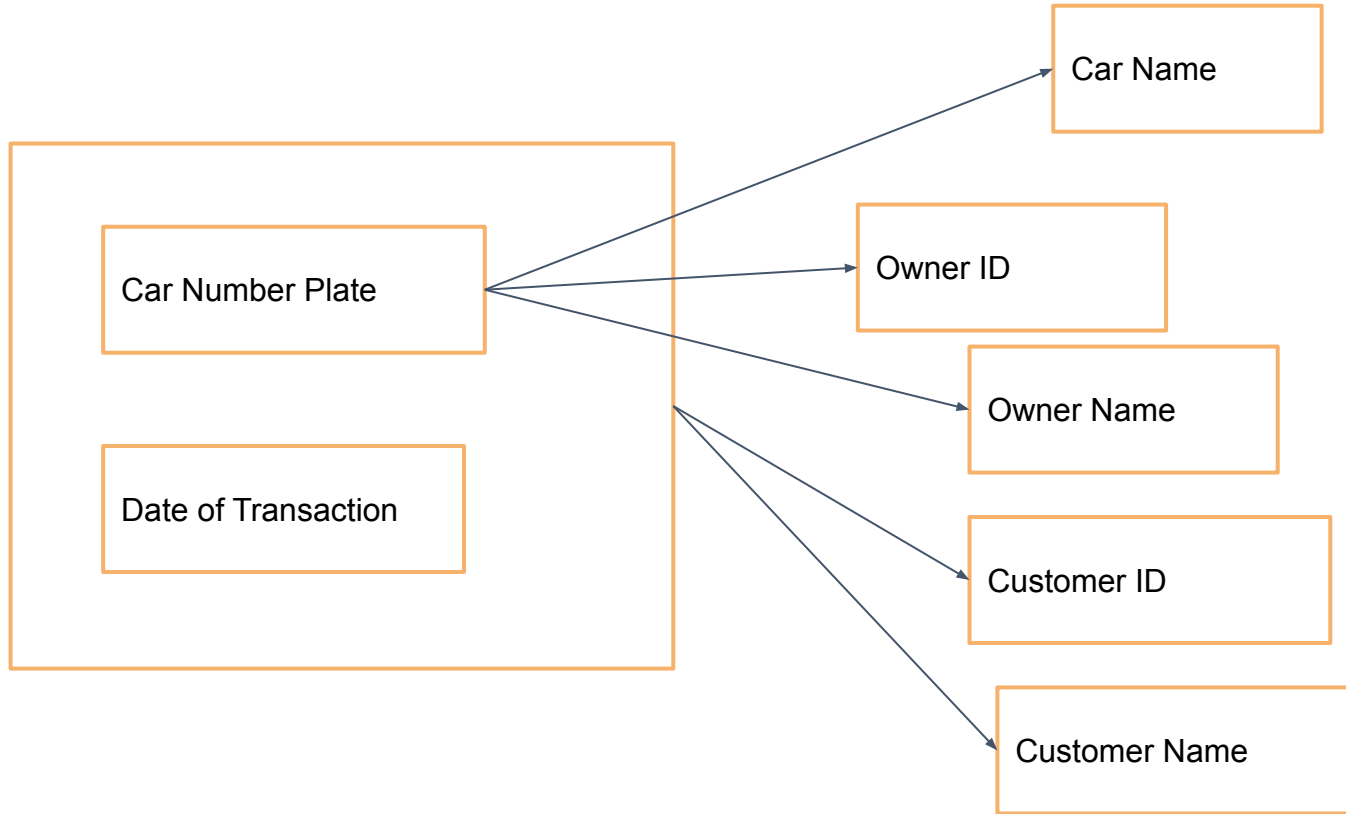 Car Name
Car Number Plate
Owner ID
Owner Name
Date of Transaction
Customer ID
Customer Name